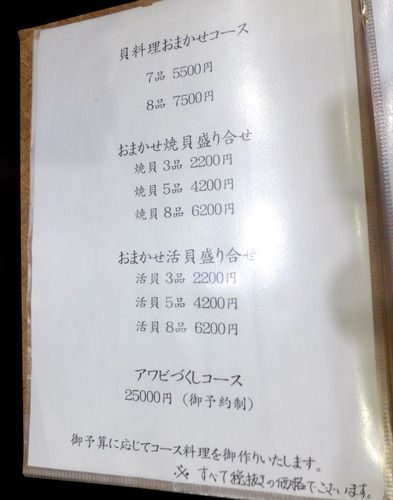 貝料理おまかせコース
7品 5500円
8品 7500円
おまかせ焼貝盛り合せ
焼貝 3品 2200円
焼貝 5品 4200円
焼貝 8品 6200円
おまかせ活貝盛り合せ
活貝 3品 2200円
活貝 5品 4200円
活貝 8品 6200円
アワビづくしコース
25000円 (御予約制)
御予算に応じてコース料理を御作りいたします。
※ すべて税抜きの価格でございます。